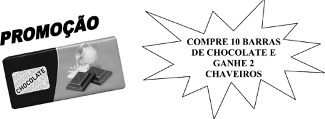 PROMOÇÃO
CHOCOLATE
COMPRE 10 BARRAS
DE CHOCOLATE E
GANHE 2
CHAVEIROS